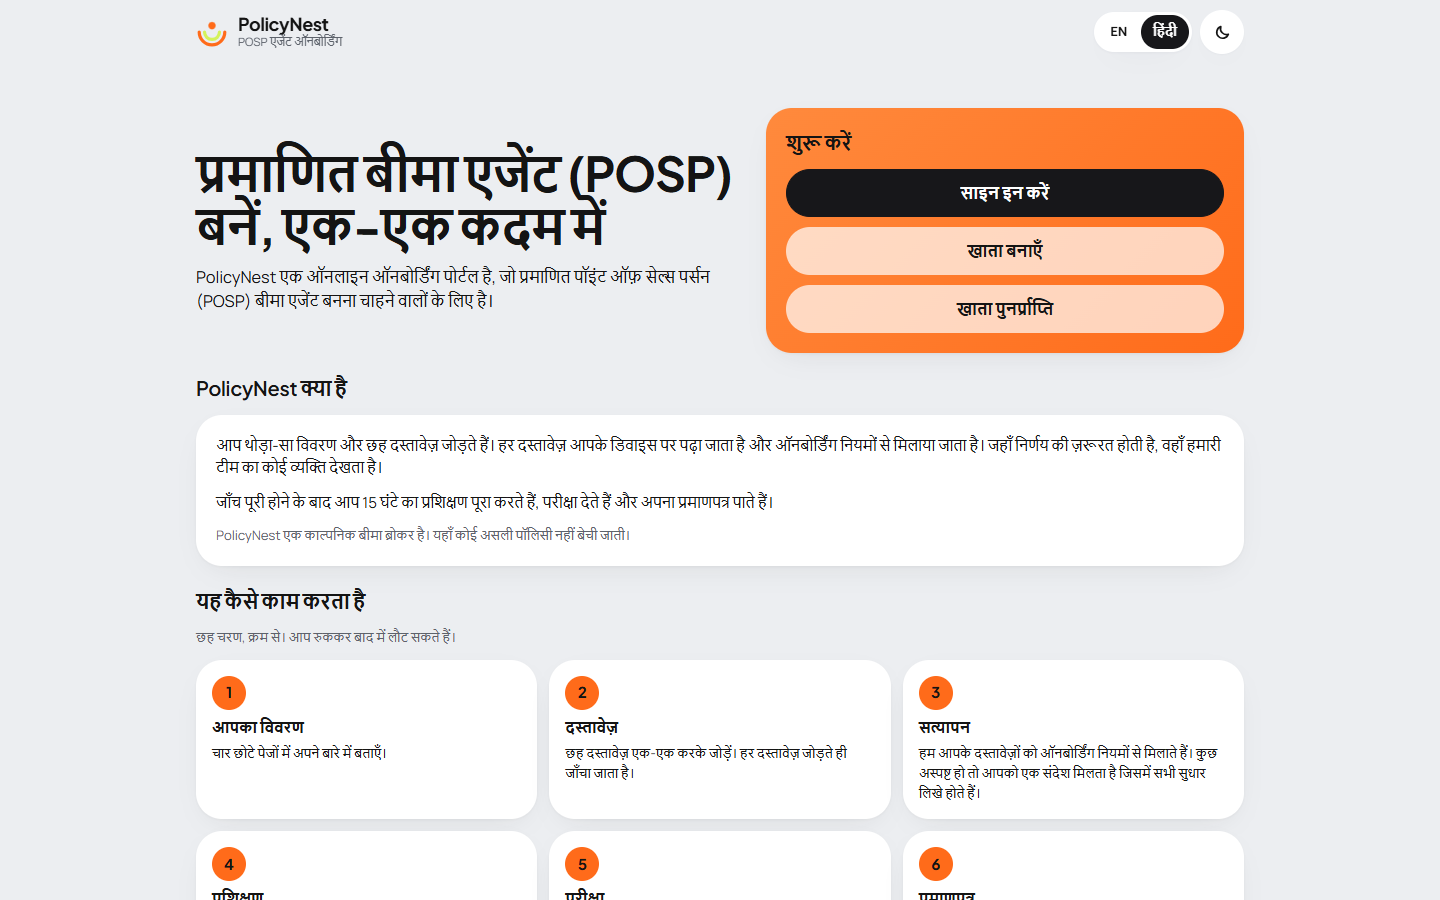 PolicyNest
POSP एजेंट ऑनबोर्डिंग
EN
हिंदी
प्रमाणित बीमा एजेंट (POSP)
बनें, एक-एक कदम में
PolicyNest एक ऑनलाइन ऑनबोर्डिंग पोर्टल है, जो प्रमाणित पॉइंट ऑफ़ सेल्स पर्सन
(POSP) बीमा एजेंट बनना चाहने वालों के लिए है।
शुरू करें
साइन इन करें
खाता बनाएँ
खाता पुनर्प्राप्ति
PolicyNest क्या है
आप थोड़ा-सा विवरण और छह दस्तावेज़ जोड़ते हैं। हर दस्तावेज़ आपके डिवाइस पर पढ़ा जाता है और ऑनबोर्डिंग नियमों से मिलाया जाता है। जहाँ निर्णय की ज़रूरत होती है, वहाँ हमारी
टीम का कोई व्यक्ति देखता है।
जाँच पूरी होने के बाद आप 15 घंटे का प्रशिक्षण पूरा करते हैं, परीक्षा देते हैं और अपना प्रमाणपत्र पाते हैं।
PolicyNest एक काल्पनिक बीमा ब्रोकर है। यहाँ कोई असली पॉलिसी नहीं बेची जाती।
यह कैसे काम करता है
छह चरण, क्रम से। आप रुककर बाद में लौट सकते हैं।
1
आपका विवरण
चार छोटे पेजों में अपने बारे में बताएँ।
2
दस्तावेज़
छह दस्तावेज़ एक-एक करके जोड़ें। हर दस्तावेज़ जोड़ते ही
जाँचा जाता है।
3
सत्यापन
हम आपके दस्तावेज़ों को ऑनबोर्डिंग नियमों से मिलाते हैं। कुछ
अस्पष्ट हो तो आपको एक संदेश मिलता है जिसमें सभी सुधार
लिखे होते हैं।
4
प्रशिक्षण
5
परीक्षा
6
प्रमाणपत्र